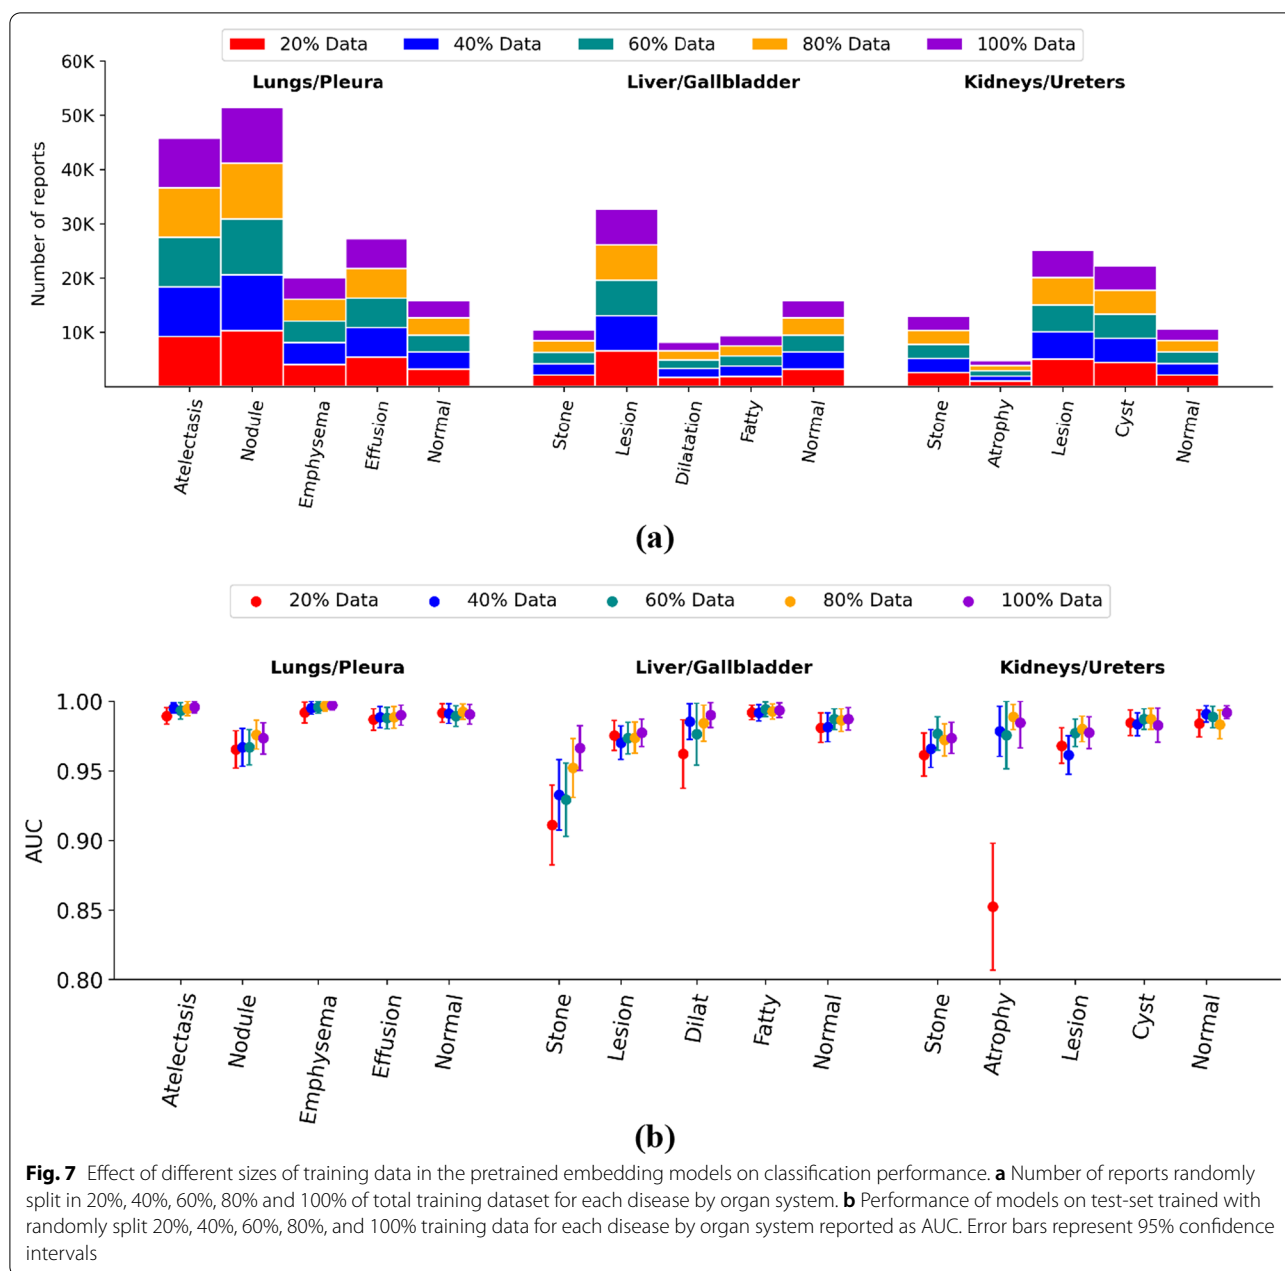 20% Data 40% Data 60% Data 80% Data 100% Data
60K
50K
40K
30K
20K
10K
Number of reports
Lungs/Pleura Liver/Gallbladder Kidneys/Ureters
Atelectasis Nodule Emphysema Effusion Normal Stone Lesion Dilatation Fatty Normal Stone Atrophy Lesion Cyst Normal
(a)
20% Data 40% Data 60% Data 80% Data 100% Data
Lungs/Pleura Liver/Gallbladder Kidneys/Ureters
1.00
0.95
0.90
0.85
0.80
AUC
Atelectasis Nodule Emphysema Effusion Normal Stone Lesion Dilat Fatty Normal Stone Atrophy Lesion Cyst Normal
(b)
Fig. 7 Effect of different sizes of training data in the pretrained embedding models on classification performance. a Number of reports randomly
split in 20%, 40%, 60%, 80% and 100% of total training dataset for each disease by organ system. b Performance of models on test-set trained with
randomly split 20%, 40%, 60%, 80%, and 100% training data for each disease by organ system reported as AUC. Error bars represent 95% confidence
intervals